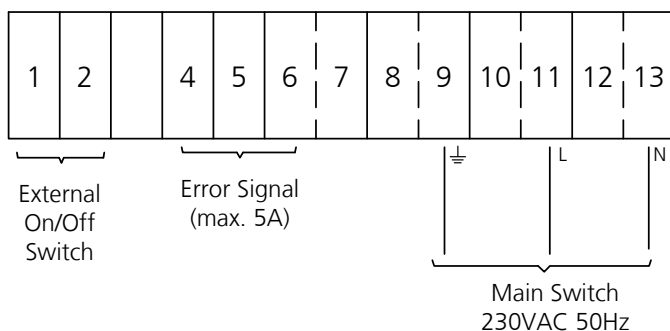 1 2 4 5 6 7 8 9 10 11 12 13
L N
External
On/Off
Switch
Error Signal
(max. 5A)
Main Switch
230VAC 50Hz